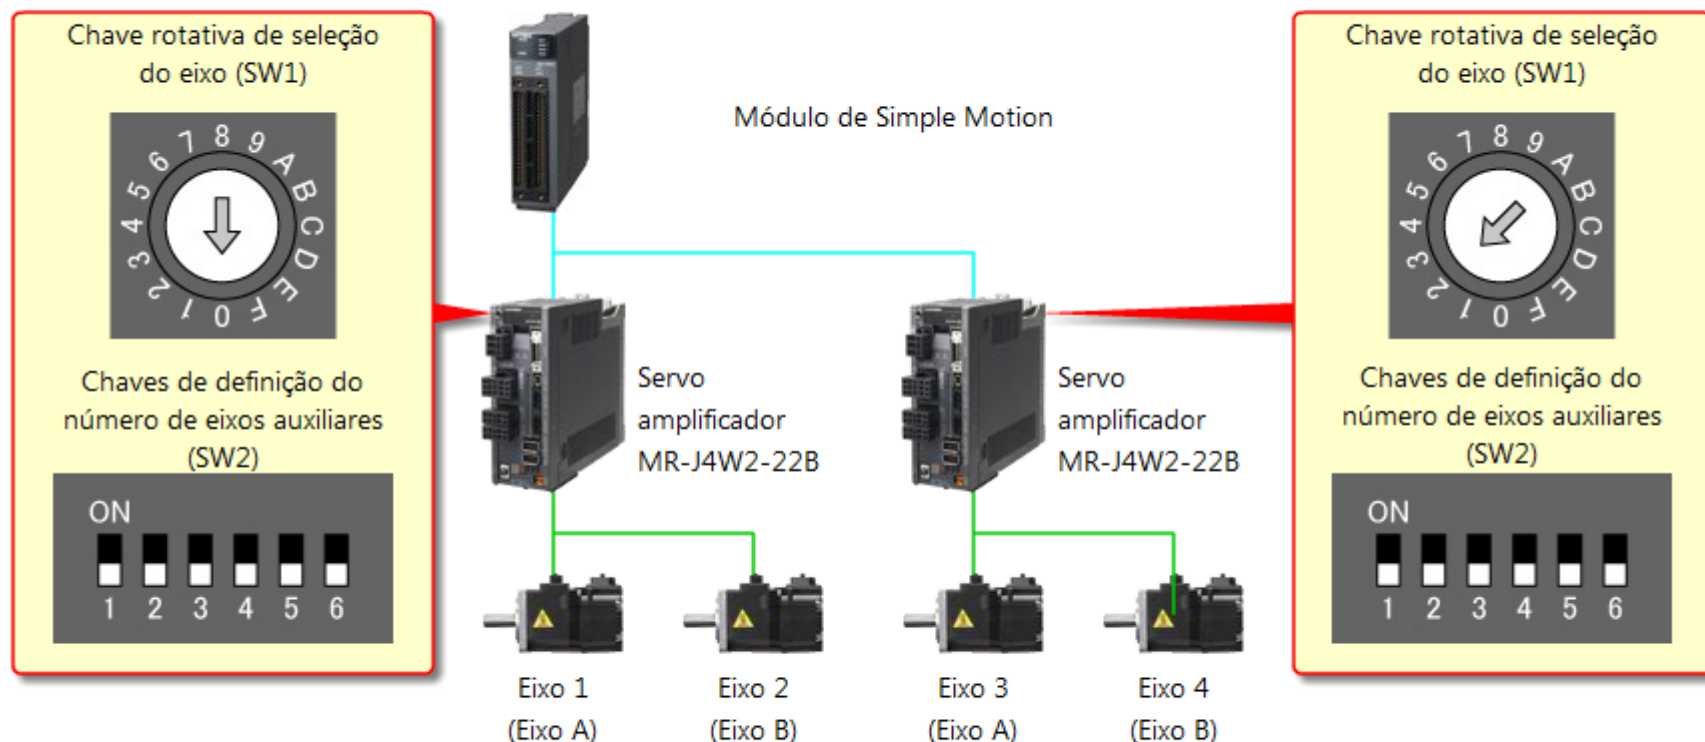 Chave rotativa de seleção
do eixo (SW1)
0 1 2 3 4 5 6 7 8 9 A B C D E F
Chaves de definição do
número de eixos auxiliares
(SW2)
ON
1 2 3 4 5 6
Módulo de Simple Motion
Servo
amplificador
MR-J4W2-22B
Servo
amplificador
MR-J4W2-22B
Eixo 1
(Eixo A)
Eixo 2
(Eixo B)
Eixo 3
(Eixo A)
Eixo 4
(Eixo B)
Chave rotativa de seleção
do eixo (SW1)
0 1 2 3 4 5 6 7 8 9 A B C D E F
Chaves de definição do
número de eixos auxiliares
(SW2)
ON
1 2 3 4 5 6